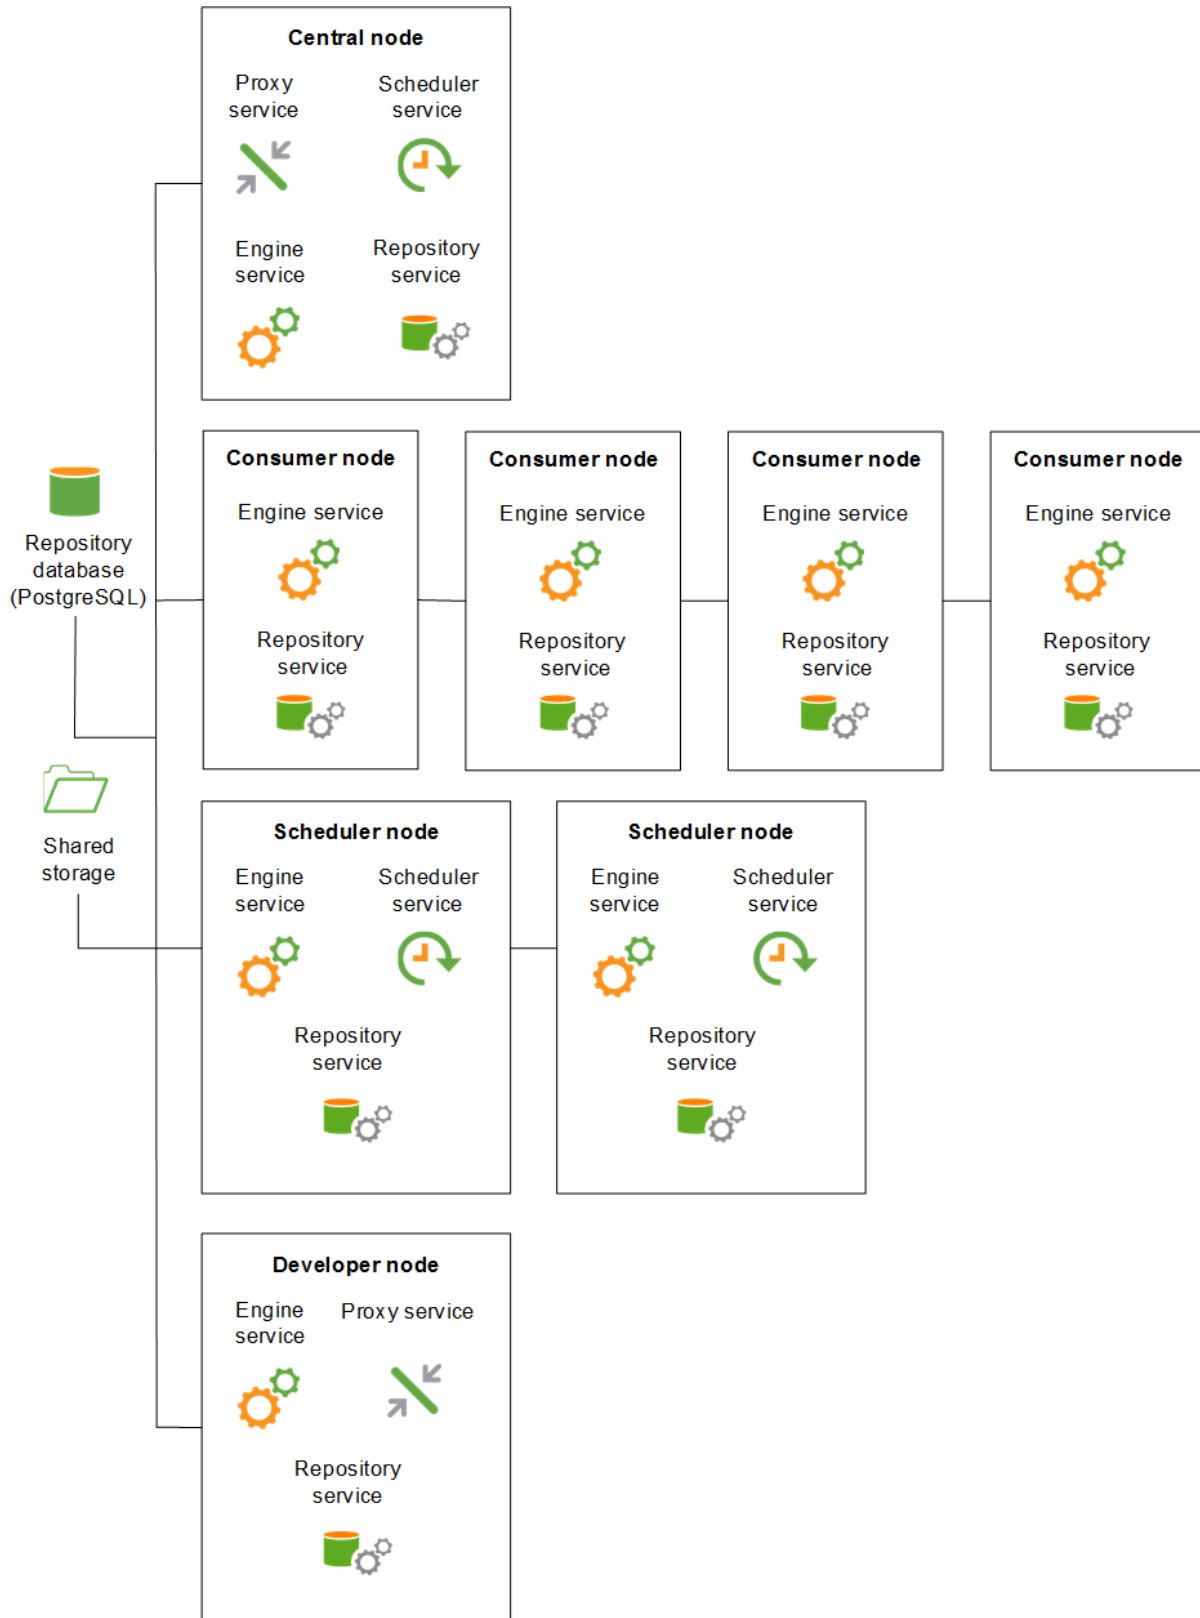 Central node
Proxy
service
Scheduler
service
Engine
service
Repository
service
Repository
database
(PostgreSQL)
Shared
storage
Consumer node
Engine service
Repository
service
Consumer node
Engine service
Repository
service
Consumer node
Engine service
Repository
service
Consumer node
Engine service
Repository
service
Scheduler node
Engine
service
Scheduler
service
Repository
service
Scheduler node
Engine
service
Scheduler
service
Repository
service
Developer node
Engine
service
Proxy service
Repository
service